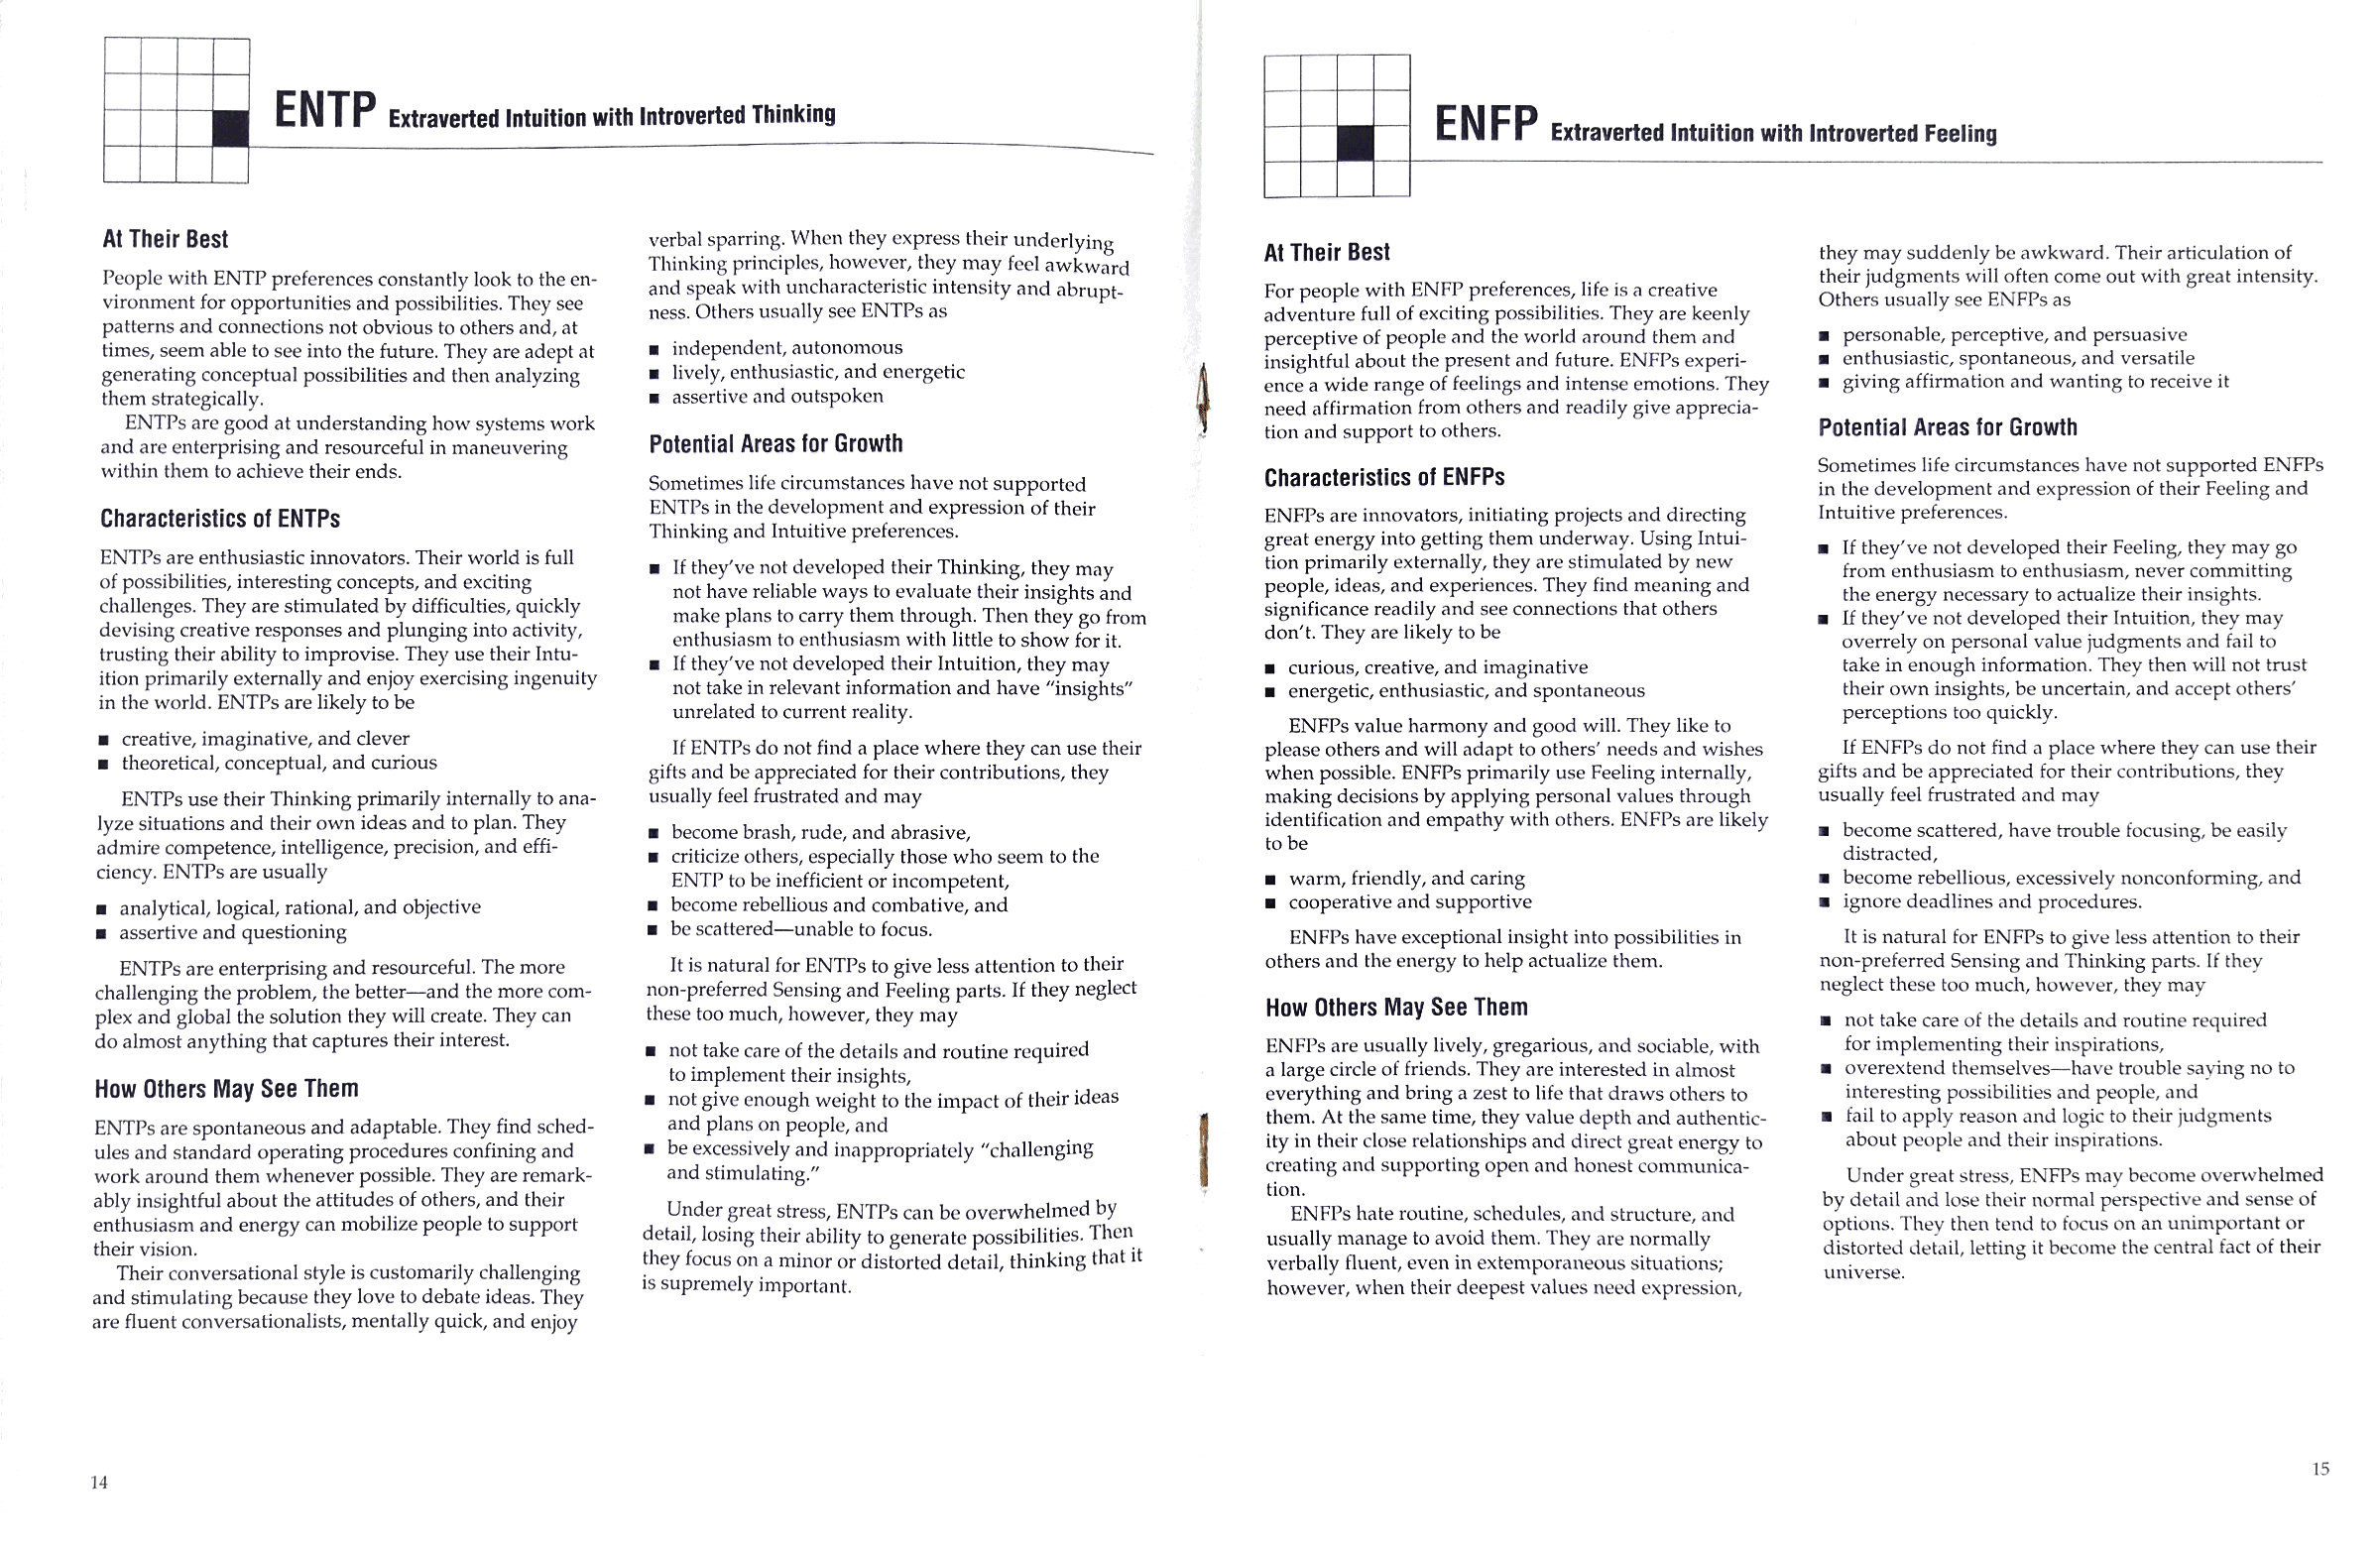 ENTP Extraverted Intuition with Introverted Thinking
At Their Best
People with ENTP preferences constantly look to the en-
vironment for opportunities and possibilities. They see
patterns and connections not obvious to others and, at
times, seem able to see into the future. They are adept at
generating conceptual possibilities and then analyzing
them strategically.
ENTPs are good at understanding how systems work
and are enterprising and resourceful in maneuvering
within them to achieve their ends.
Characteristics of ENTPs
ENTPs are enthusiastic innovators. Their world is full
of possibilities, interesting concepts, and exciting
challenges. They are stimulated by difficulties, quickly
devising creative responses and plunging into activity,
trusting their ability to improvise. They use their Intu-
ition primarily externally and enjoy exercising ingenuity
in the world. ENTPs are likely to be
■ creative, imaginative, and clever
■ theoretical, conceptual, and curious
ENTPs use their Thinking primarily internally to ana-
lyze situations and their own ideas and to plan. They
admire competence, intelligence, precision, and effi-
ciency. ENTPs are usually
■ analytical, logical, rational, and objective
■ assertive and questioning
ENTPs are enterprising and resourceful. The more
challenging the problem, the better—and the more com-
plex and global the solution they will create. They can
do almost anything that captures their interest.
How Others May See Them
ENTPs are spontaneous and adaptable. They find sched-
ules and standard operating procedures confining and
work around them whenever possible. They are remark-
ably insightful about the attitudes of others, and their
enthusiasm and energy can mobilize people to support
their vision.
Their conversational style is customarily challenging
and stimulating because they love to debate ideas. They
are fluent conversationalists, mentally quick, and enjoy
verbal sparring. When they express their underlying
Thinking principles, however, they may feel awkward
and speak with uncharacteristic intensity and abrupt-
ness. Others usually see ENTPs as
■ independent, autonomous
■ lively, enthusiastic, and energetic
■ assertive and outspoken
Potential Areas for Growth
Sometimes life circumstances have not supported
ENTPs in the development and expression of their
Thinking and Intuitive preferences.
■ If they've not developed their Thinking, they may
not have reliable ways to evaluate their insights and
make plans to carry them through. Then they go from
enthusiasm to enthusiasm with little to show for it.
■ If they've not developed their Intuition, they may
not take in relevant information and have "insights"
unrelated to current reality.
If ENTPs do not find a place where they can use their
gifts and be appreciated for their contributions, they
usually feel frustrated and may
■ become brash, rude, and abrasive,
■ criticize others, especially those who seem to the
ENTP to be inefficient or incompetent,
■ become rebellious and combative, and
■ be scattered—unable to focus.
It is natural for ENTPs to give less attention to their
non-preferred Sensing and Feeling parts. If they neglect
these too much, however, they may
■ not take care of the details and routine required
to implement their insights,
■ not give enough weight to the impact of their ideas
and plans on people, and
■ be excessively and inappropriately "challenging
and stimulating."
Under great stress, ENTPs can be overwhelmed by
detail, losing their ability to generate possibilities. Then
they focus on a minor or distorted detail, thinking that it
is supremely important.
14
ENFP Extraverted Intuition with Introverted Feeling
At Their Best
For people with ENFP preferences, life is a creative
adventure full of exciting possibilities. They are keenly
perceptive of people and the world around them and
insightful about the present and future. ENFPs experi-
ence a wide range of feelings and intense emotions. They
need affirmation from others and readily give apprecia-
tion and support to others.
Characteristics of ENFPs
ENFPs are innovators, initiating projects and directing
great energy into getting them underway. Using Intui-
tion primarily externally, they are stimulated by new
people, ideas, and experiences. They find meaning and
significance readily and see connections that others
don't. They are likely to be
■ curious, creative, and imaginative
■ energetic, enthusiastic, and spontaneous
ENFPs value harmony and good will. They like to
please others and will adapt to others' needs and wishes
when possible. ENFPs primarily use Feeling internally,
making decisions by applying personal values through
identification and empathy with others. ENFPs are likely
to be
■ warm, friendly, and caring
■ cooperative and supportive
ENFPs have exceptional insight into possibilities in
others and the energy to help actualize them.
How Others May See Them
ENFPs are usually lively, gregarious, and sociable, with
a large circle of friends. They are interested in almost
everything and bring a zest to life that draws others to
them. At the same time, they value depth and authentic-
ity in their close relationships and direct great energy to
creating and supporting open and honest communica-
tion.
ENFPs hate routine, schedules, and structure, and
usually manage to avoid them. They are normally
verbally fluent, even in extemporaneous situations;
however, when their deepest values need expression,
they may suddenly be awkward. Their articulation of
their judgments will often come out with great intensity.
Others usually see ENFPs as
■ personable, perceptive, and persuasive
■ enthusiastic, spontaneous, and versatile
■ giving affirmation and wanting to receive it
Potential Areas for Growth
Sometimes life circumstances have not supported ENFPs
in the development and expression of their Feeling and
Intuitive preferences.
■ If they've not developed their Feeling, they may go
from enthusiasm to enthusiasm, never committing
the energy necessary to actualize their insights.
■ If they've not developed their Intuition, they may
overrely on personal value judgments and fail to
take in enough information. They then will not trust
their own insights, be uncertain, and accept others'
perceptions too quickly.
If ENFPs do not find a place where they can use their
gifts and be appreciated for their contributions, they
usually feel frustrated and may
■ become scattered, have trouble focusing, be easily
distracted,
■ become rebellious, excessively nonconforming, and
■ ignore deadlines and procedures.
It is natural for ENFPs to give less attention to their
non-preferred Sensing and Thinking parts. If they
neglect these too much, however, they may
■ not take care of the details and routine required
for implementing their inspirations,
■ overextend themselves—have trouble saying no to
interesting possibilities and people, and
■ fail to apply reason and logic to their judgments
about people and their inspirations.
Under great stress, ENFPs may become overwhelmed
by detail and lose their normal perspective and sense of
options. They then tend to focus on an unimportant or
distorted detail, letting it become the central fact of their
universe.
15